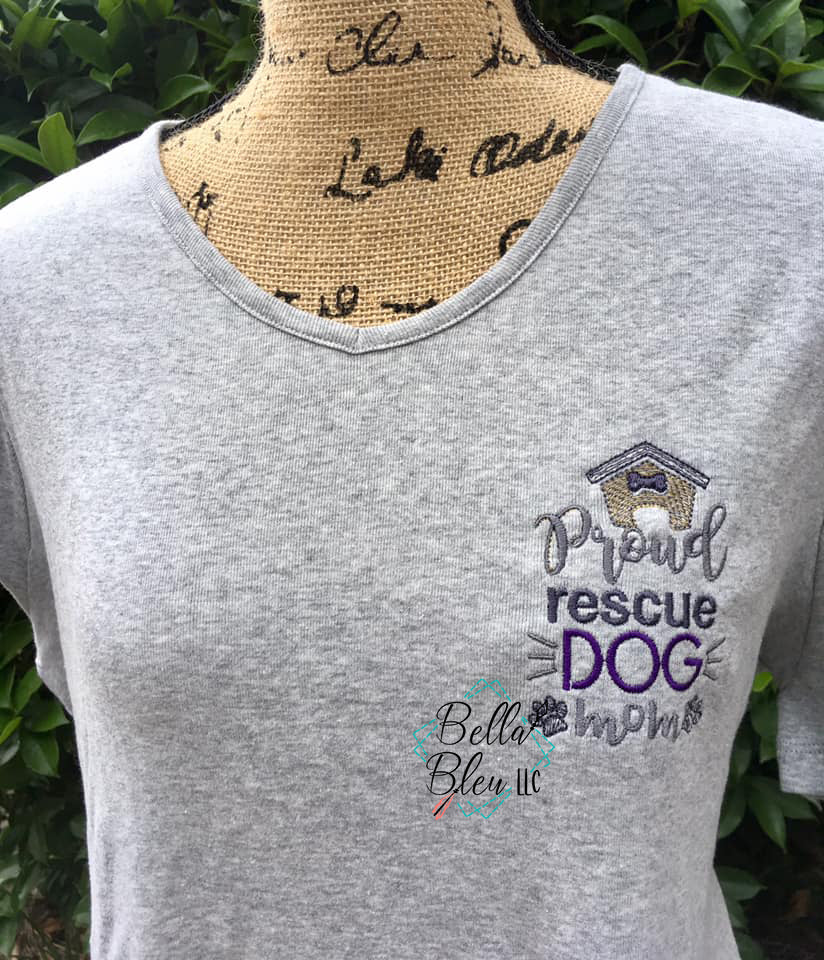 Proud
rescue
DOG
mom
Bella
Bleu LLC